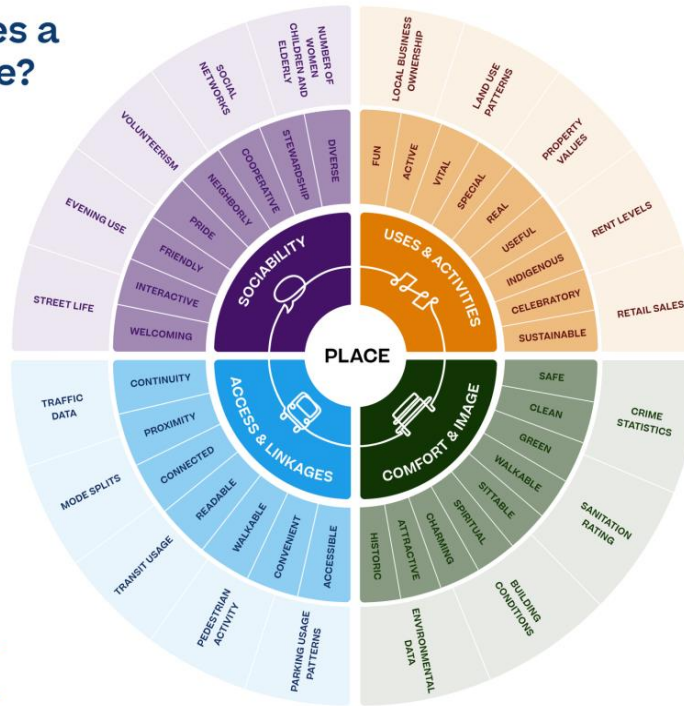 es a
e?
NUMBER OF
WOMEN
CHILDREN AND
ELDERLY
SOCIAL
NETWORKS
VOLUNTEERISM
EVENING USE
STREET LIFE
DIVERSE
STEWARDSHIP
COOPERATIVE
NEIGHBORLY
PRIDE
FRIENDLY
INTERACTIVE
WELCOMING
SOCIABILITY
LOCAL BUSINESS
OWNERSHIP
LAND USE
PATTERNS
PROPERTY
VALUES
RENT LEVELS
RETAIL SALES
FUN
ACTIVE
VITAL
SPECIAL
REAL
USEFUL
INDIGENOUS
CELEBRATORY
SUSTAINABLE
USES & ACTIVITIES
PLACE
ACCESS & LINKAGES
CONTINUITY
PROXIMITY
CONNECTED
READABLE
WALKABLE
CONVENIENT
ACCESSIBLE
TRAFFIC
DATA
MODE SPLITS
TRANSIT USAGE
PEDESTRIAN
ACTIVITY
PARKING USAGE
PATTERNS
COMFORT & IMAGE
SAFE
CLEAN
GREEN
WALKABLE
SITTABLE
SPIRITUAL
CHARMING
ATTRACTIVE
HISTORIC
CRIME
STATISTICS
SANITATION
RATING
BUILDING
CONDITIONS
ENVIRONMENTAL
DATA